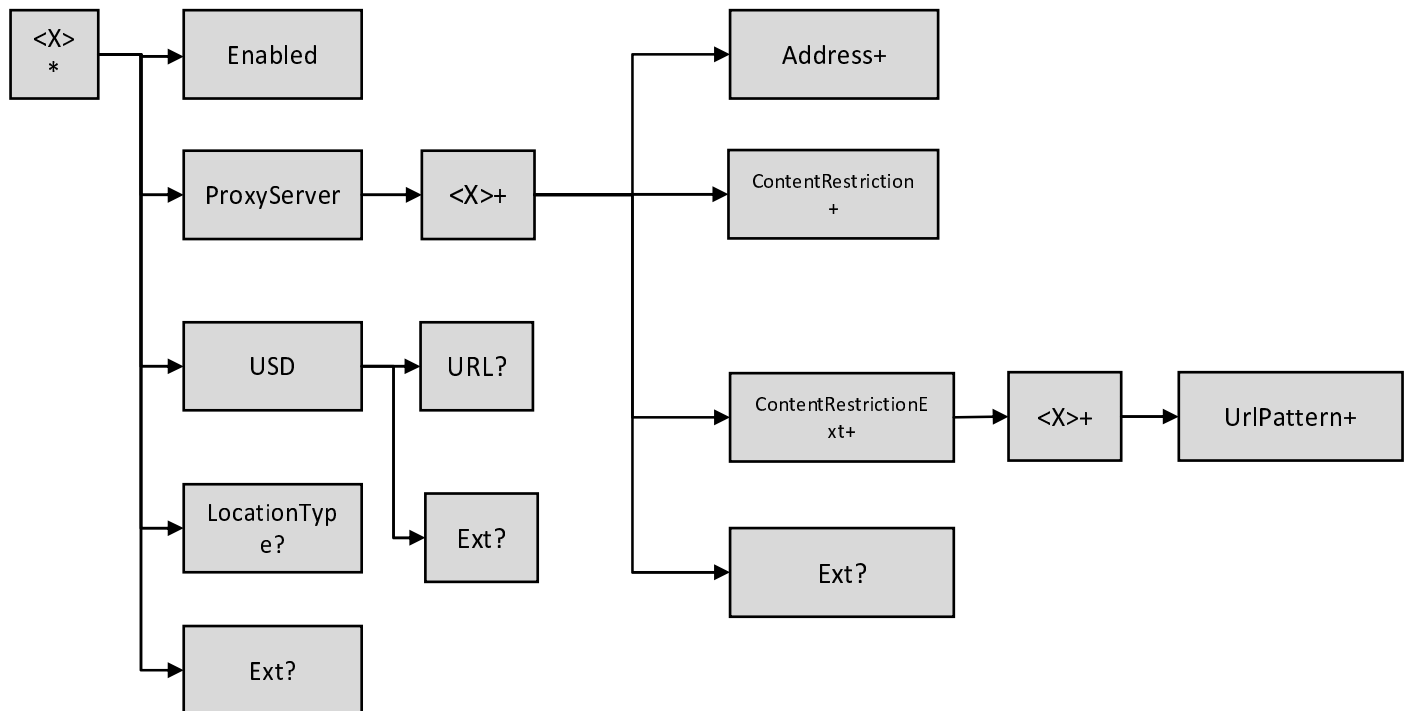 <X>
*
Enabled
Address+
ProxyServer
<X>+
ContentRestriction
+
USD
URL?
ContentRestrictionE
xt+
<X>+
UrlPattern+
LocationTyp
e?
Ext?
Ext?
Ext?